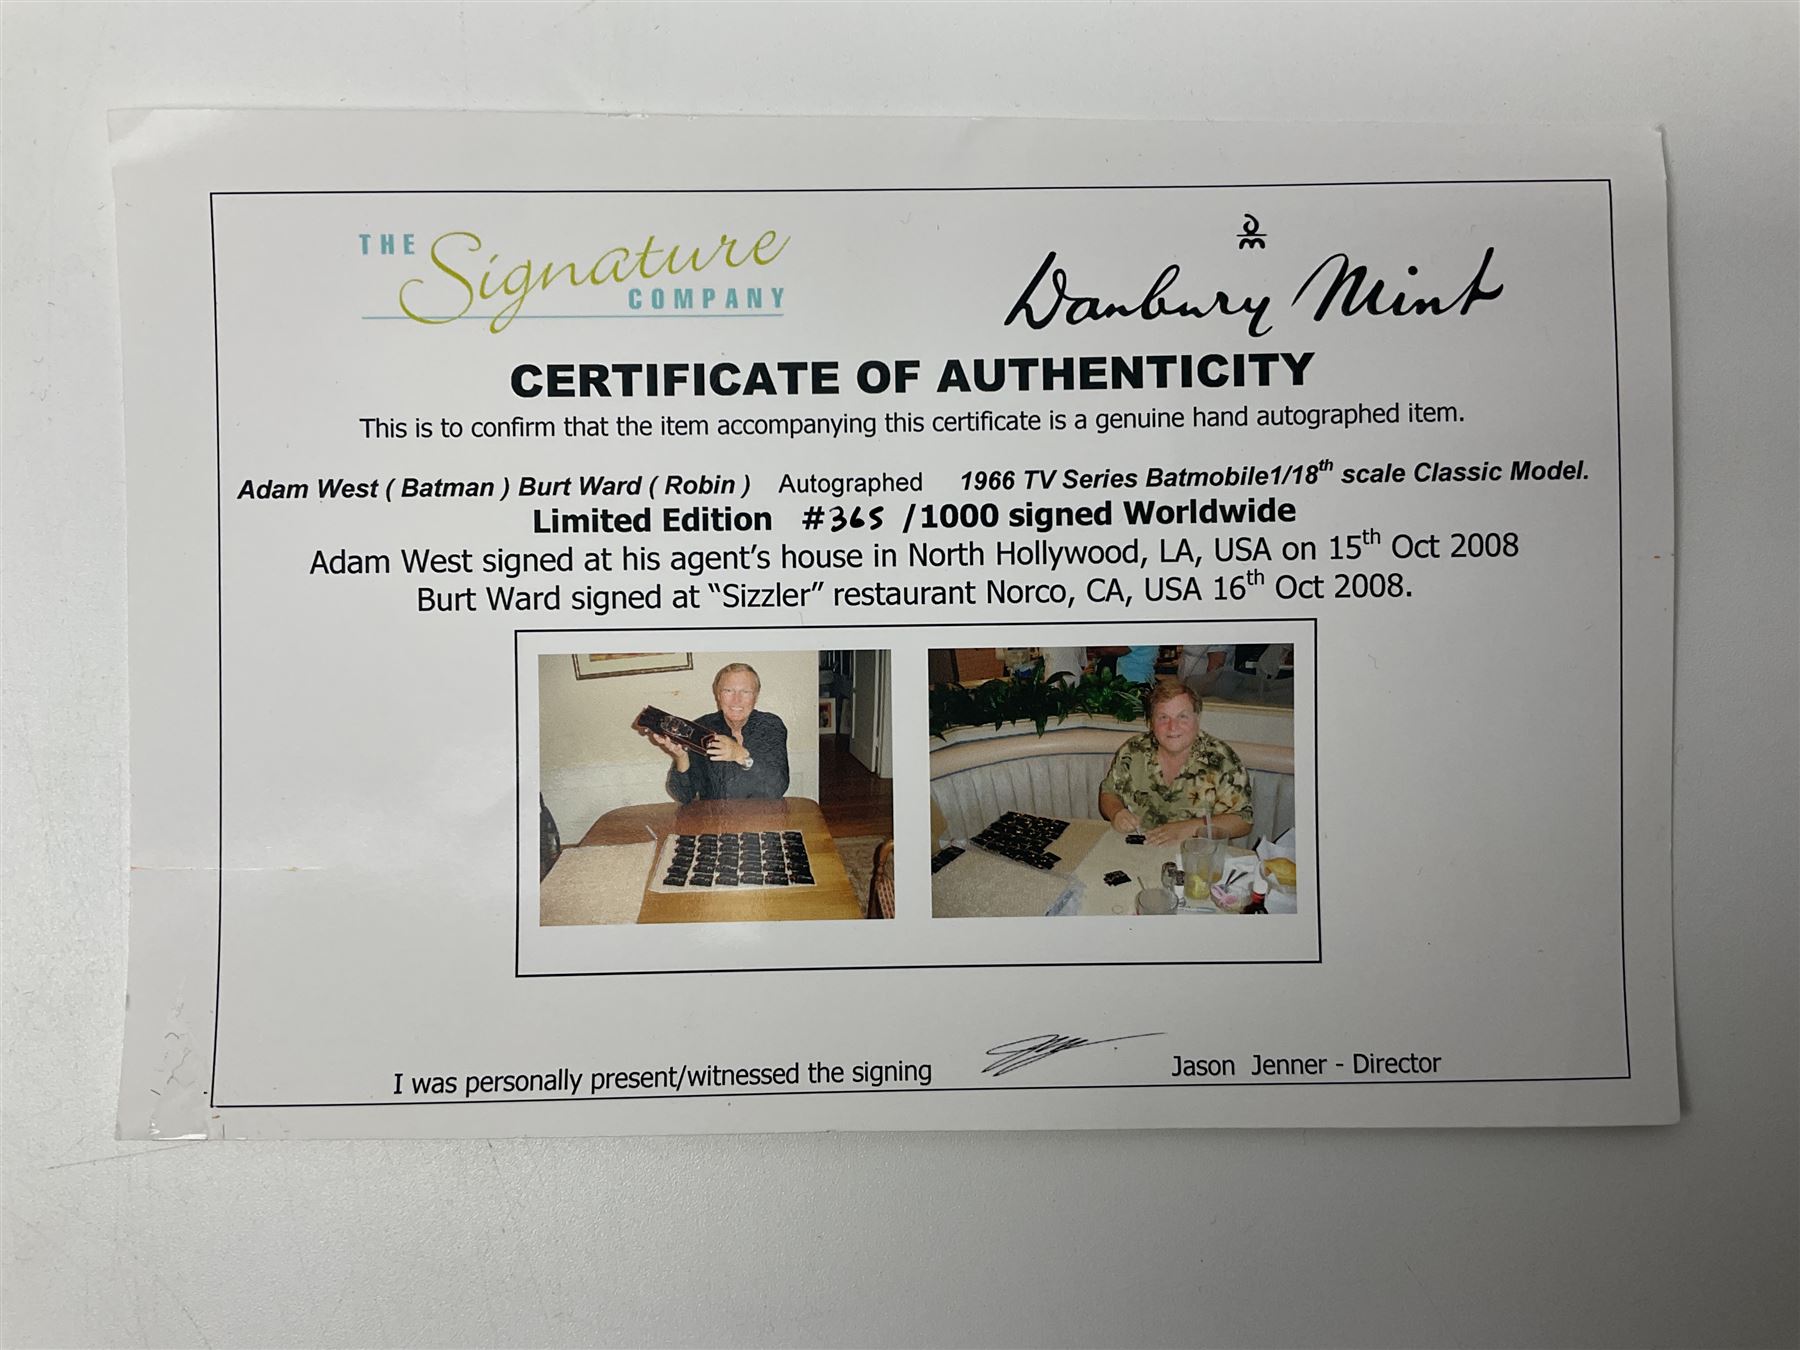 THE Signature COMPANY
DM
Danbury Mint
CERTIFICATE OF AUTHENTICITY
This is to confirm that the item accompanying this certificate is a genuine hand autographed item.
Adam West ( Batman ) Burt Ward ( Robin ) Autographed 1966 TV Series Batmobile1/18th scale Classic Model.
Limited Edition #365 /1000 signed Worldwide
Adam West signed at his agent's house in North Hollywood, LA, USA on 15th Oct 2008
Burt Ward signed at “Sizzler” restaurant Norco, CA, USA 16th Oct 2008.
I was personally present/witnessed the signing Jason Jenner - Director